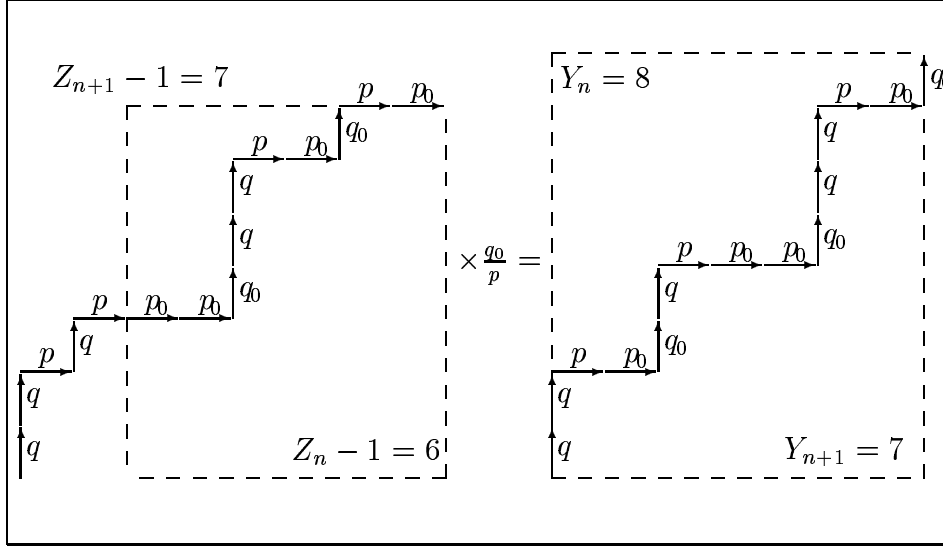 Z_{n+1} − 1 = 7
p p_0
q_0
p p_0
q
q
q_0
p p_0 p_0
q
p
q
q
Z_n − 1 = 6
× q_0/p =
Y_n = 8
q_0
p p_0
q
q
q_0
p p_0 p_0
q
q_0
p p_0
q
q
Y_{n+1} = 7